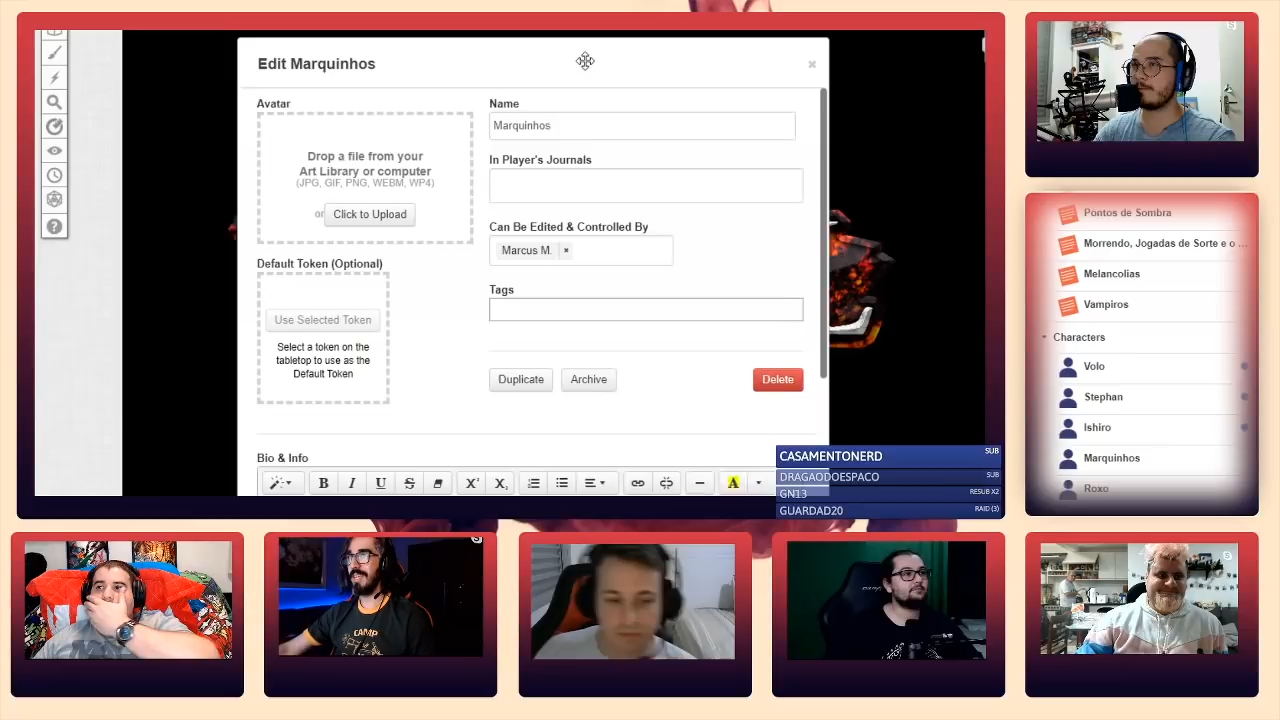 Edit Marquinhos
×
Avatar
Drop a file from your
Art Library or computer
(JPG, GIF, PNG, WEBM, WP4)
or Click to Upload
Default Token (Optional)
Use Selected Token
Select a token on the
tabletop to use as the
Default Token
Name
Marquinhos
In Player's Journals
Can Be Edited & Controlled By
Marcus M. ×
Tags
Duplicate
Archive
Delete
Bio & Info
B I U S X² X₂ A
CASAMENTONERD SUB
DRAGAODOESPACO SUB
GN13 RESUB X2
GUARDAD20 RAID (3)
Pontos de Sombra
Morrendo, Jogadas de Sorte e o ...
Melancolias
Vampiros
Characters
Volo
Stephan
Ishiro
Marquinhos
Roxo
CAMP